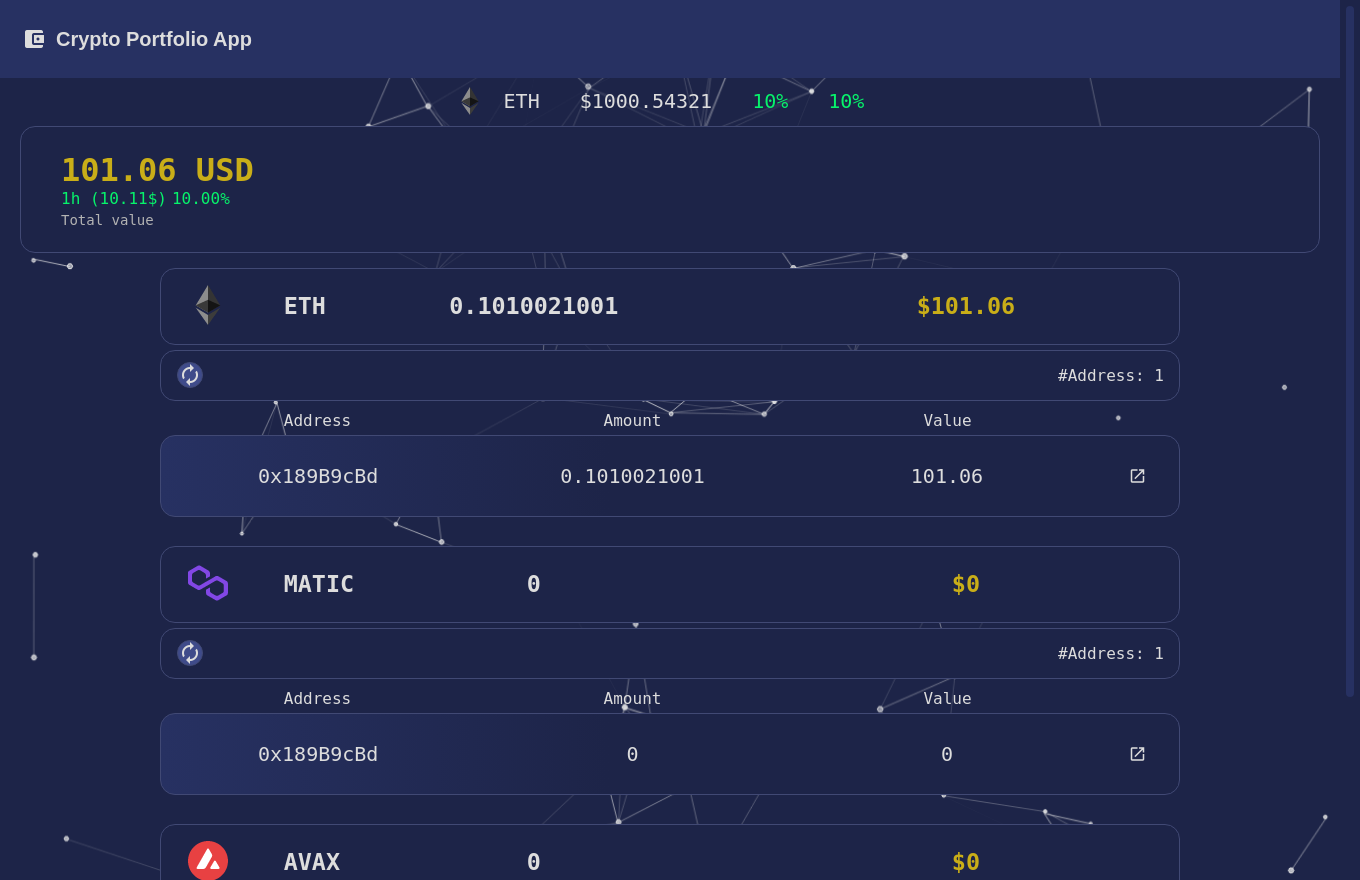 Crypto Portfolio App
ETH $1000.54321 10% 10%
101.06 USD
1h (10.11$) 10.00%
Total value
ETH 0.1010021001 $101.06
#Address: 1
Address Amount Value
0x189B9cBd 0.1010021001 101.06
MATIC 0 $0
#Address: 1
Address Amount Value
0x189B9cBd 0 0
AVAX 0 $0